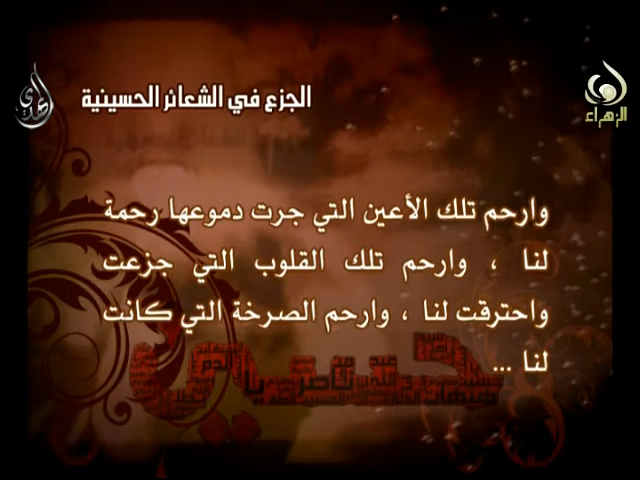 الجزع في الشعائر الحسينية
الزهراء
وارحم تلك الأعين التي جرت دموعها رحمة
لنا ، وارحم تلك القلوب التي جزعت
واحترقت لنا ، وارحم الصرخة التي كانت
لنا ...